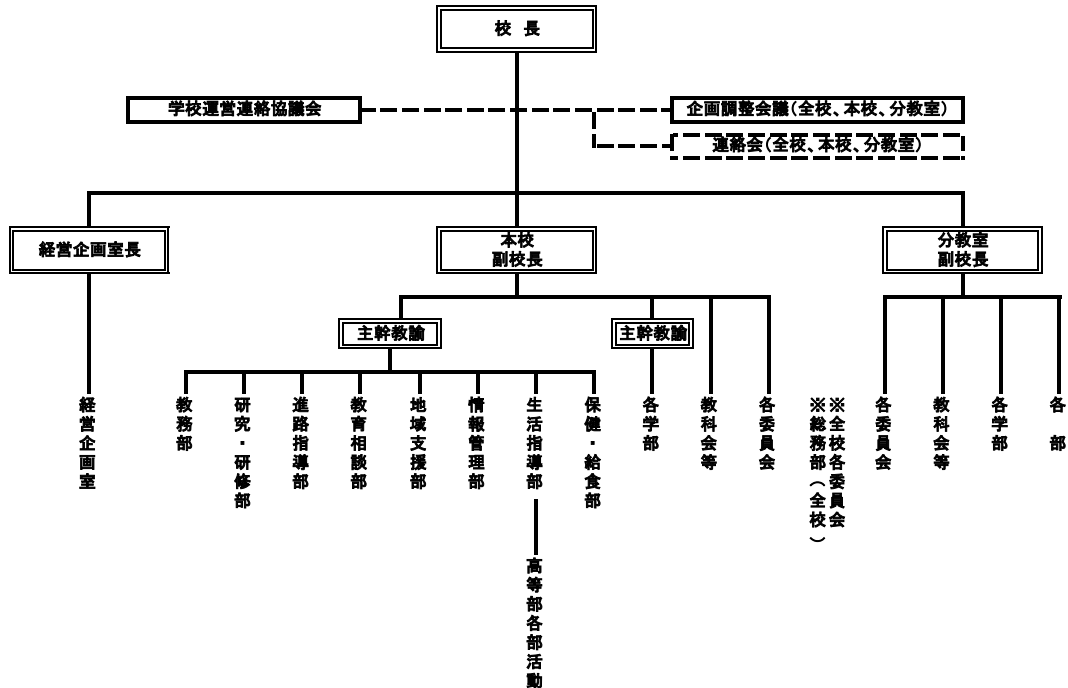 校 長
学校運営連絡協議会
企画調整会議（全校、本校、分教室）
連絡会（全校、本校、分教室）
経営企画室長
本校
副校長
分教室
副校長
主幹教諭
主幹教諭
経営企画室
教務部
研究・研修部
進路指導部
教育相談部
地域支援部
情報管理部
生活指導部
保健・給食部
各学部
教科会等
各委員会
※全校各委員会
※総務部（全校）
各委員会
教科会等
各学部
各 部
高等部各部活動